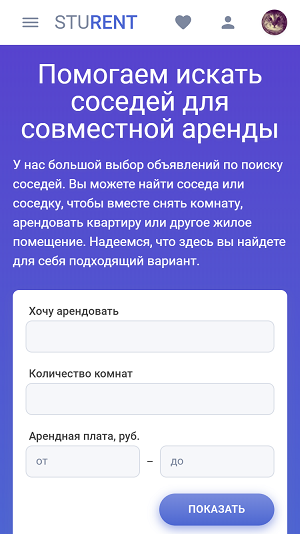 STURENT
Помогаем искать
соседей для
совместной аренды
У нас большой выбор объявлений по поиску
соседей. Вы можете найти соседа или
соседку, чтобы вместе снять комнату,
арендовать квартиру или другое жилое
помещение. Надеемся, что здесь вы найдете
для себя подходящий вариант.
Хочу арендовать
Количество комнат
Арендная плата, руб.
от – до
ПОКАЗАТЬ